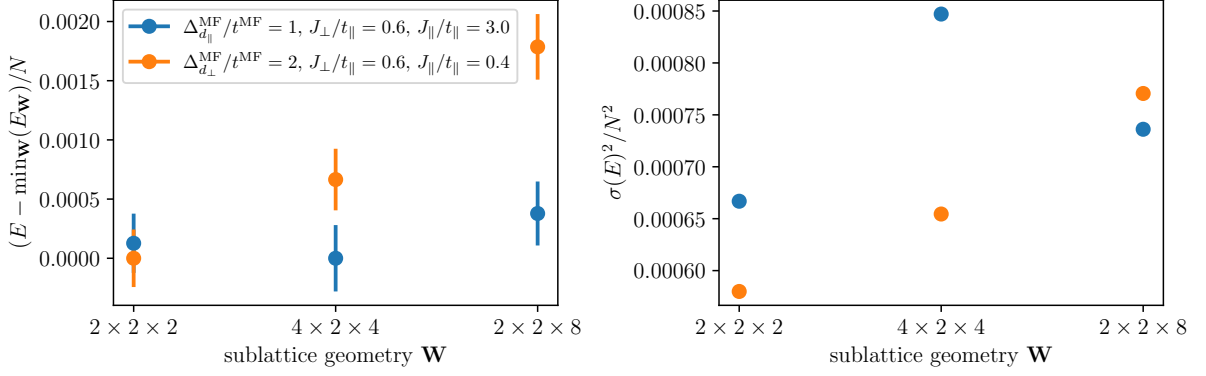 (E − min_W(E_W))/N
0.0020
0.0015
0.0010
0.0005
0.0000
Δ^MF_d∥/t^MF = 1, J⊥/t∥ = 0.6, J∥/t∥ = 3.0
Δ^MF_d⊥/t^MF = 2, J⊥/t∥ = 0.6, J∥/t∥ = 0.4
2 × 2 × 2
4 × 2 × 4
2 × 2 × 8
sublattice geometry W
σ(E)²/N²
0.00085
0.00080
0.00075
0.00070
0.00065
0.00060
2 × 2 × 2
4 × 2 × 4
2 × 2 × 8
sublattice geometry W